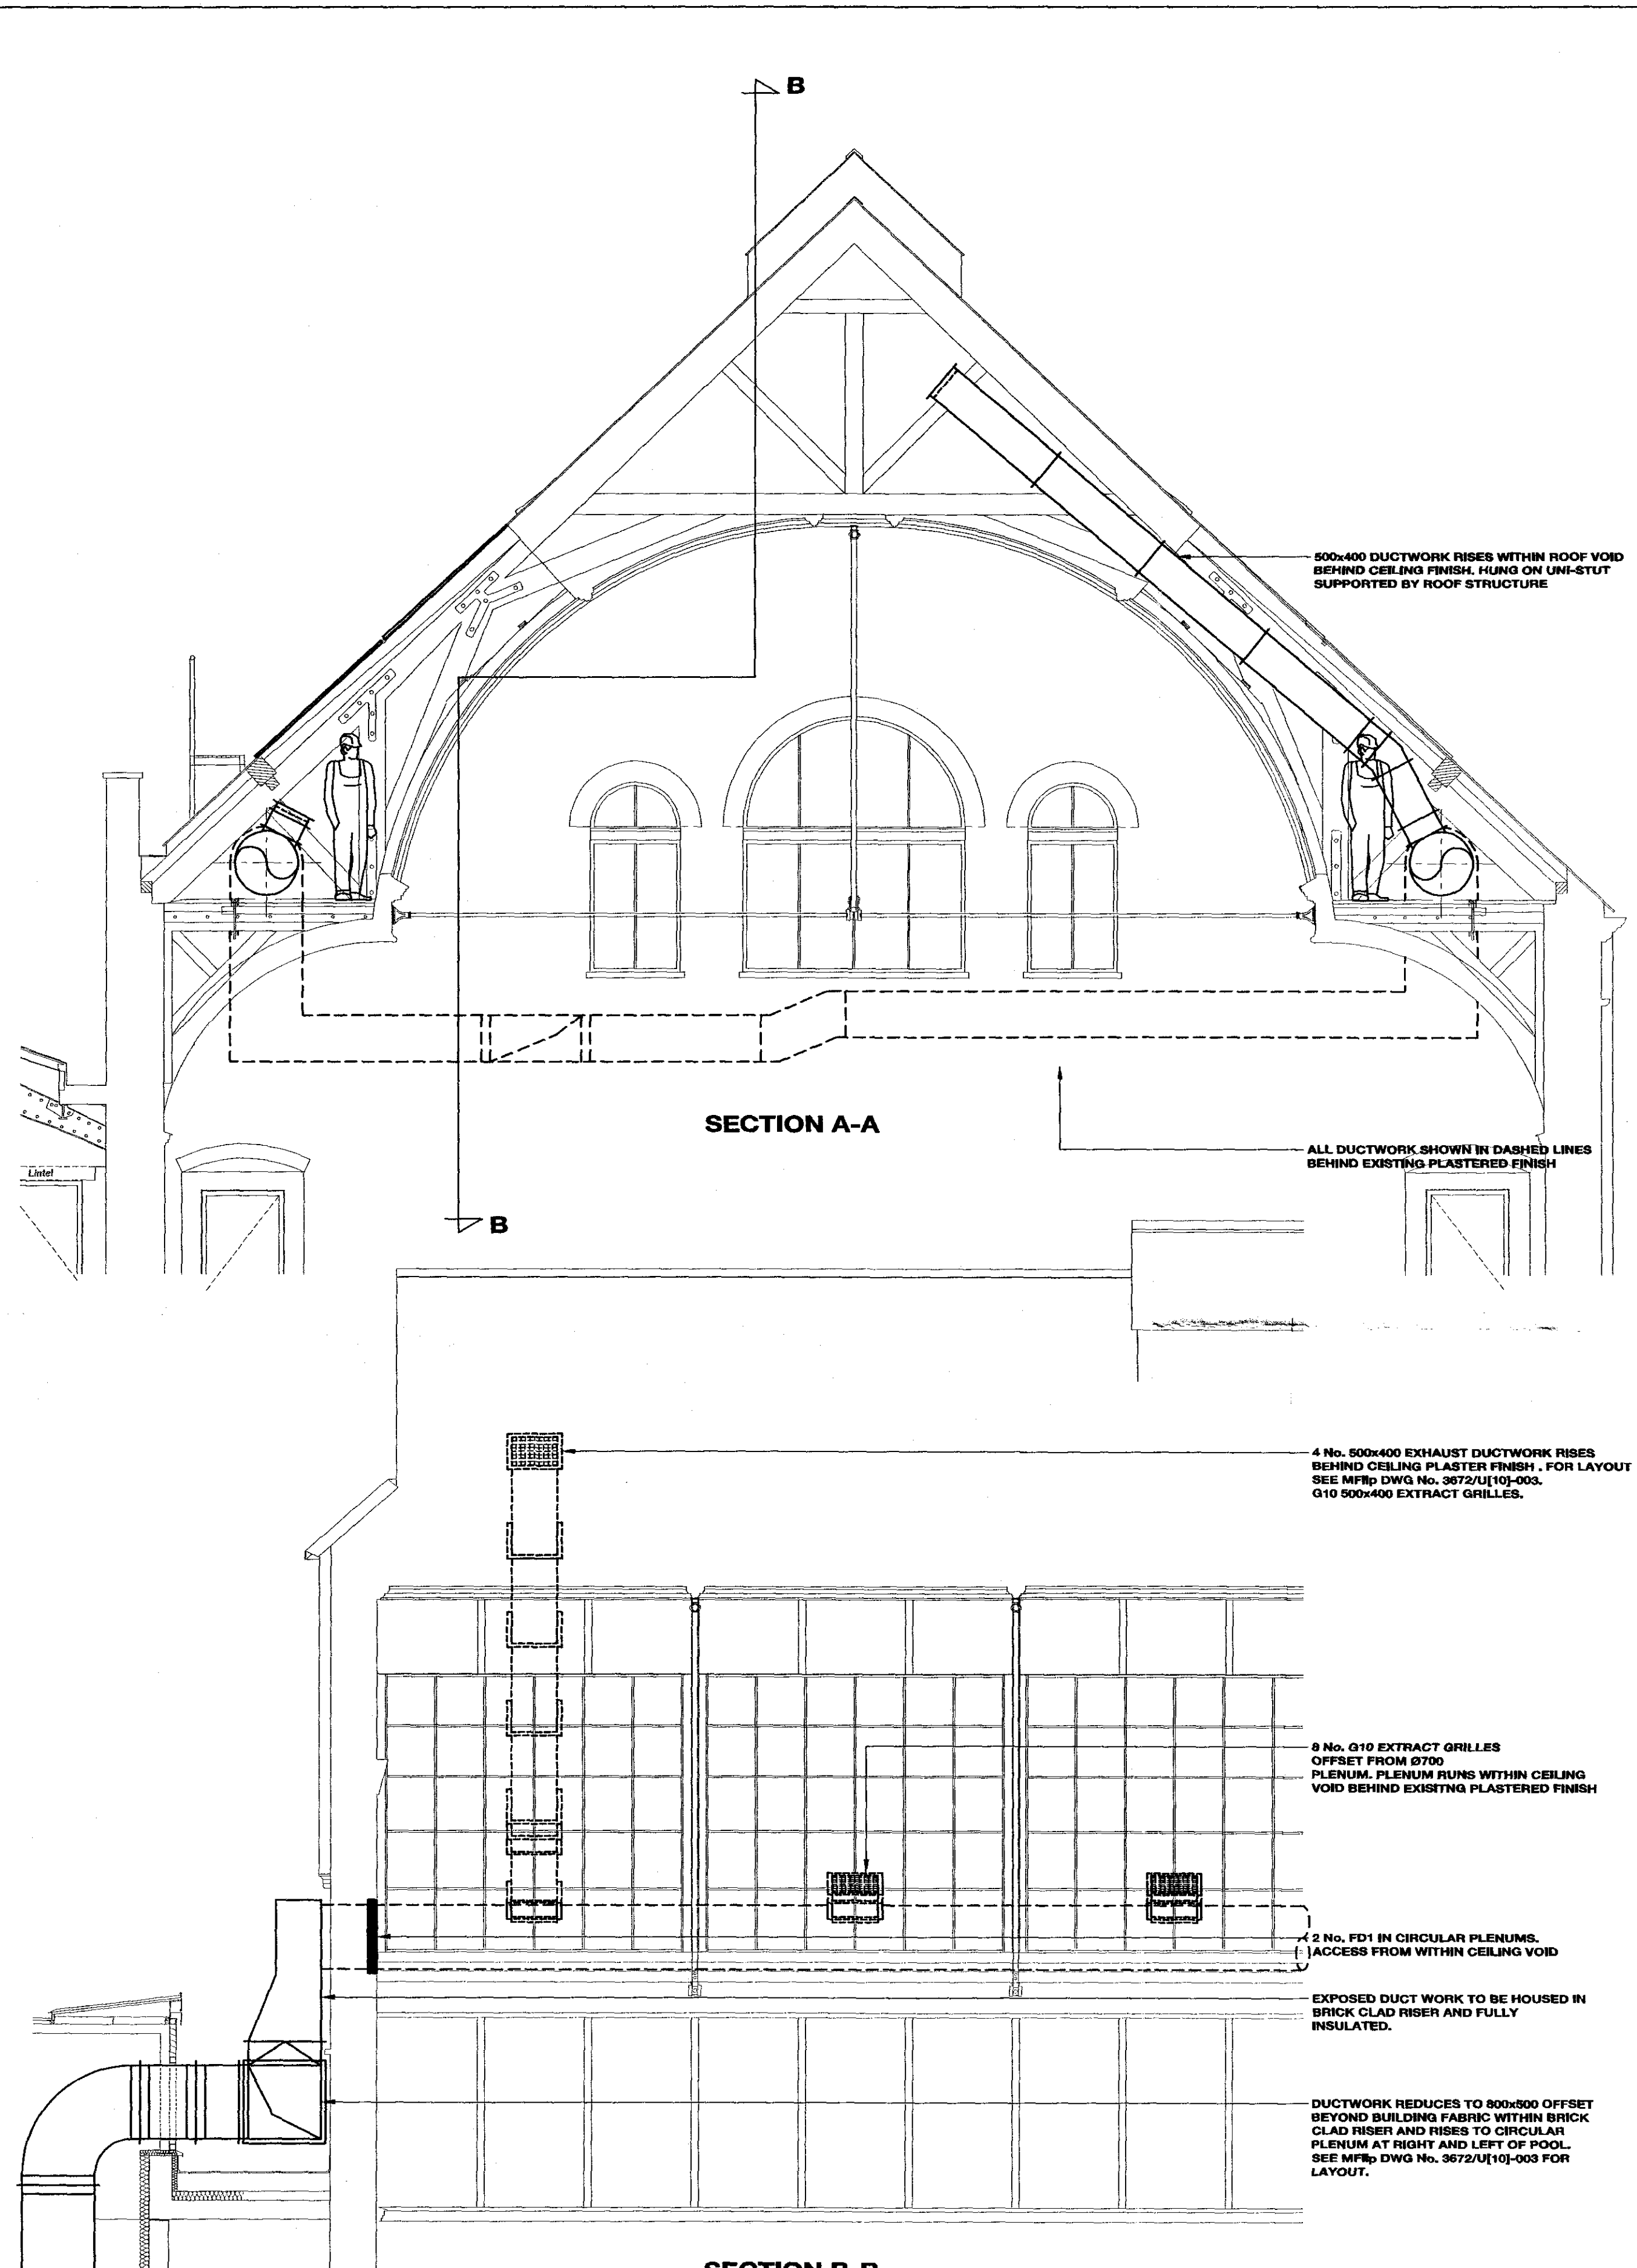 B
500x400 DUCTWORK RISES WITHIN ROOF VOID
BEHIND CEILING FINISH. HUNG ON UNI-STUT
SUPPORTED BY ROOF STRUCTURE
SECTION A-A
ALL DUCTWORK SHOWN IN DASHED LINES
BEHIND EXISTING PLASTERED FINISH
Lintel
B
4 No. 500x400 EXHAUST DUCTWORK RISES
BEHIND CEILING PLASTER FINISH . FOR LAYOUT
SEE MFllp DWG No. 3672/U[10]-003.
G10 500x400 EXTRACT GRILLES.
8 No. G10 EXTRACT GRILLES
OFFSET FROM Ø700
PLENUM. PLENUM RUNS WITHIN CEILING
VOID BEHIND EXISITNG PLASTERED FINISH
2 No. FD1 IN CIRCULAR PLENUMS.
ACCESS FROM WITHIN CEILING VOID
EXPOSED DUCT WORK TO BE HOUSED IN
BRICK CLAD RISER AND FULLY
INSULATED.
DUCTWORK REDUCES TO 800x500 OFFSET
BEYOND BUILDING FABRIC WITHIN BRICK
CLAD RISER AND RISES TO CIRCULAR
PLENUM AT RIGHT AND LEFT OF POOL.
SEE MFllp DWG No. 3672/U[10]-003 FOR
LAYOUT.
SECTION B-B